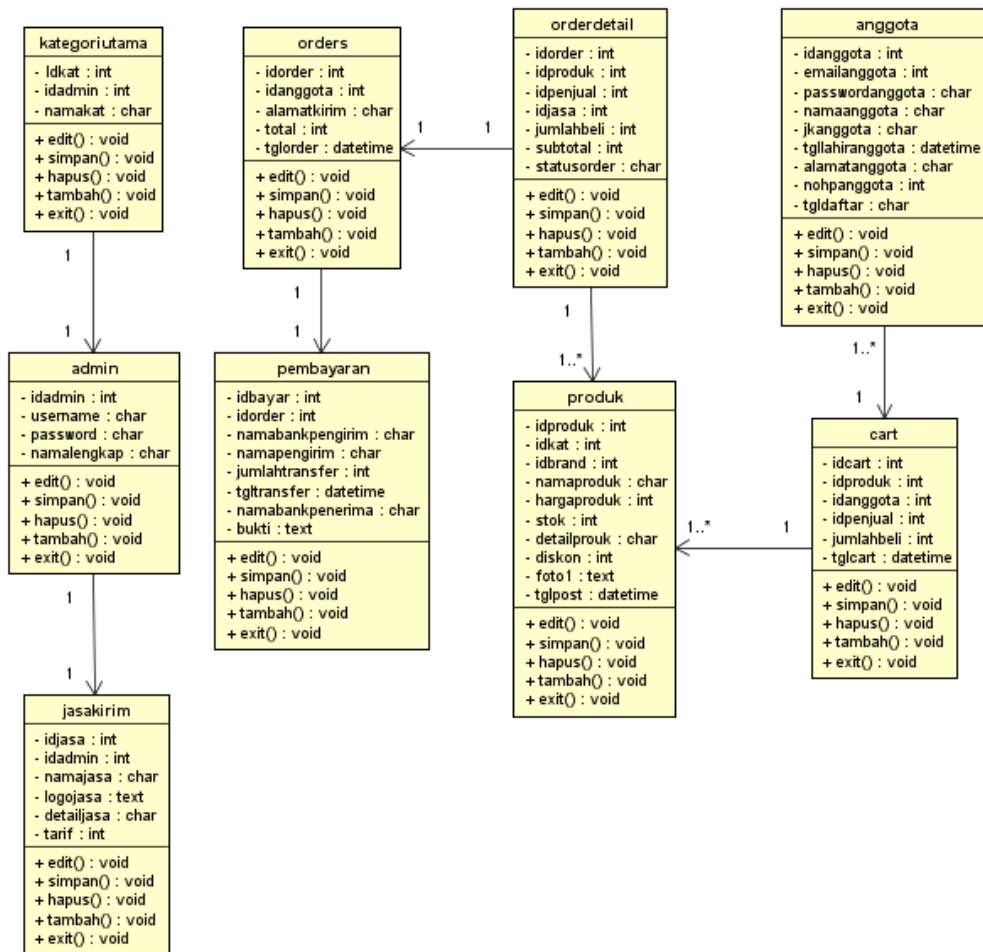 kategoriutama
- Idkat : int
- idadmin : int
- namakat : char
+ edit() : void
+ simpan() : void
+ hapus() : void
+ tambah() : void
+ exit() : void
1
1
admin
- idadmin : int
- username : char
- password : char
- namalengkap : char
+ edit() : void
+ simpan() : void
+ hapus() : void
+ tambah() : void
+ exit() : void
1
1
jasakirim
- idjasa : int
- idadmin : int
- namajasa : char
- logojasa : text
- detailjasa : char
- tarif : int
+ edit() : void
+ simpan() : void
+ hapus() : void
+ tambah() : void
+ exit() : void
orders
- idorder : int
- idanggota : int
- alamatkirim : char
- total : int
- tglorder : datetime
+ edit() : void
+ simpan() : void
+ hapus() : void
+ tambah() : void
+ exit() : void
1
1
1
1
pembayaran
- idbayar : int
- idorder : int
- namabankpengirim : char
- namapengirim : char
- jumlahtransfer : int
- tgltransfer : datetime
- namabankpenerima : char
- bukti : text
+ edit() : void
+ simpan() : void
+ hapus() : void
+ tambah() : void
+ exit() : void
orderdetail
- idorder : int
- idproduk : int
- idpenjual : int
- idjasa : int
- jumlahbeli : int
- subtotal : int
- statusorder : char
+ edit() : void
+ simpan() : void
+ hapus() : void
+ tambah() : void
+ exit() : void
1
1..*
produk
- idproduk : int
- idkat : int
- idbrand : int
- namaproduk : char
- hargaproduk : int
- stok : int
- detailprouk : char
- diskon : int
- foto1 : text
- tglpost : datetime
+ edit() : void
+ simpan() : void
+ hapus() : void
+ tambah() : void
+ exit() : void
1..*
1
anggota
- idanggota : int
- emailanggota : int
- passwordanggota : char
- namaanggota : char
- jkanggota : char
- tgllahiranggota : datetime
- alamatanggota : char
- nohpanggota : int
- tgldaftar : char
+ edit() : void
+ simpan() : void
+ hapus() : void
+ tambah() : void
+ exit() : void
1..*
1
cart
- idcart : int
- idproduk : int
- idanggota : int
- idpenjual : int
- jumlahbeli : int
- tglcart : datetime
+ edit() : void
+ simpan() : void
+ hapus() : void
+ tambah() : void
+ exit() : void